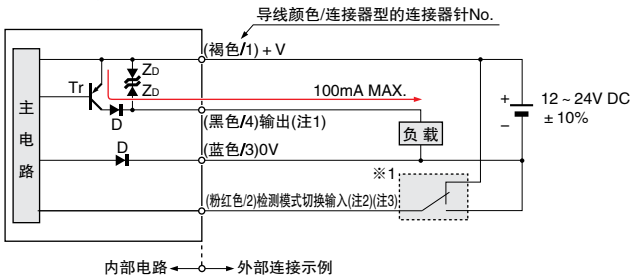 导线颜色/连接器型的连接器针No.
(褐色/1) + V
Tr
ZD
ZD
100mA MAX.
+
12 ~ 24V DC
± 10%
−
D
(黑色/4)输出(注1)
主电路
负 载
D
(蓝色/3)0V
※1
(粉红色/2)检测模式切换输入(注2)(注3)
内部电路
外部连接示例